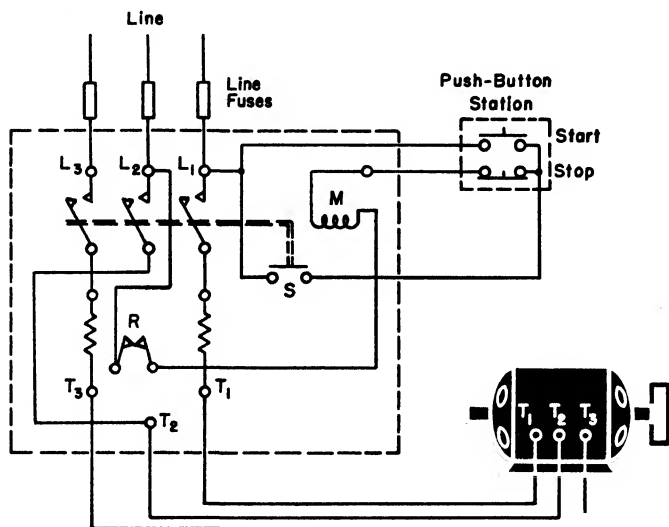 Line
Line
Fuses
Push-Button
Station
Start
Stop
L₃ L₂ L₁
M
S
R
T₃ T₁
T₂
T₁ T₂ T₃